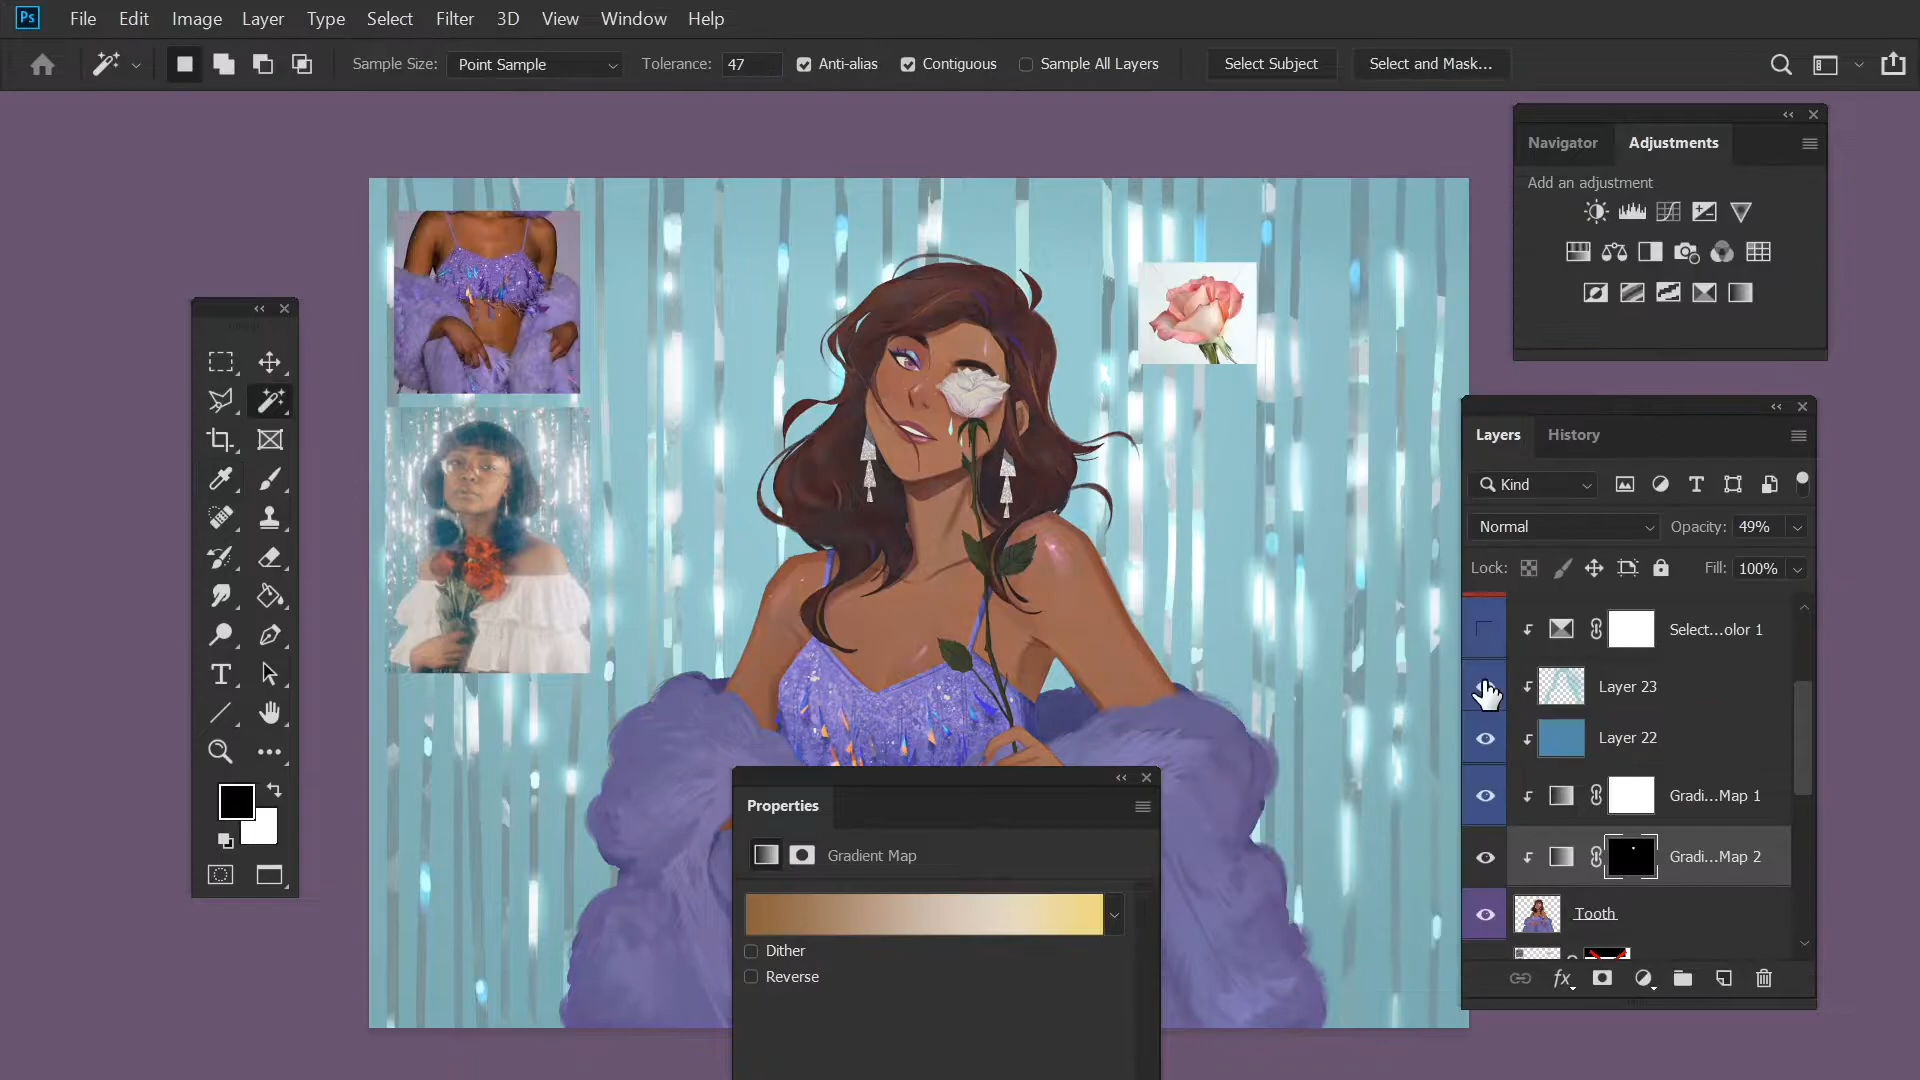 Ps File Edit Image Layer Type Select Filter 3D View Window Help
Sample Size: Point Sample Tolerance: 47 Anti-alias Contiguous Sample All Layers Select Subject Select and Mask...
Navigator Adjustments
Add an adjustment
Layers History
Kind
Normal Opacity: 49%
Lock: Fill: 100%
Select...olor 1
Layer 23
Layer 22
Gradi...Map 1
Gradi...Map 2
Tooth
fx
Properties
Gradient Map
Dither
Reverse